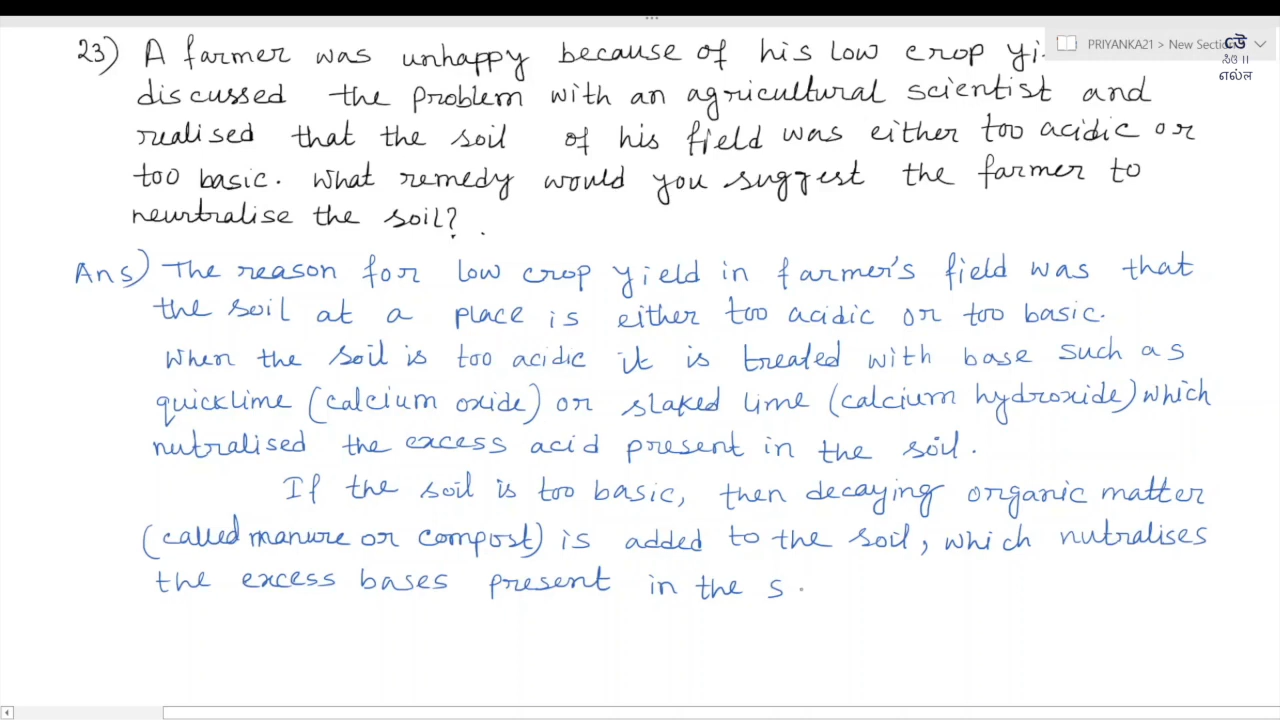 PRIYANKA21 > New Section
23) A farmer was unhappy because of his low crop
discussed the problem with an agricultural scientist and
realised that the soil of his field was either too acidic or
too basic. What remedy would you suggest the farmer to
neurtralise the soil?
Ans) The reason for low crop yield in farmer's field was that
the soil at a place is either too acidic or too basic.
When the soil is too acidic it is treated with base such as
quicklime (calcium oxide) or slaked lime (calcium hydroxide) which
nutralised the excess acid present in the soil.
If the soil is too basic, then decaying organic matter
(called manure or compost) is added to the soil, which nutralises
the excess bases present in the s